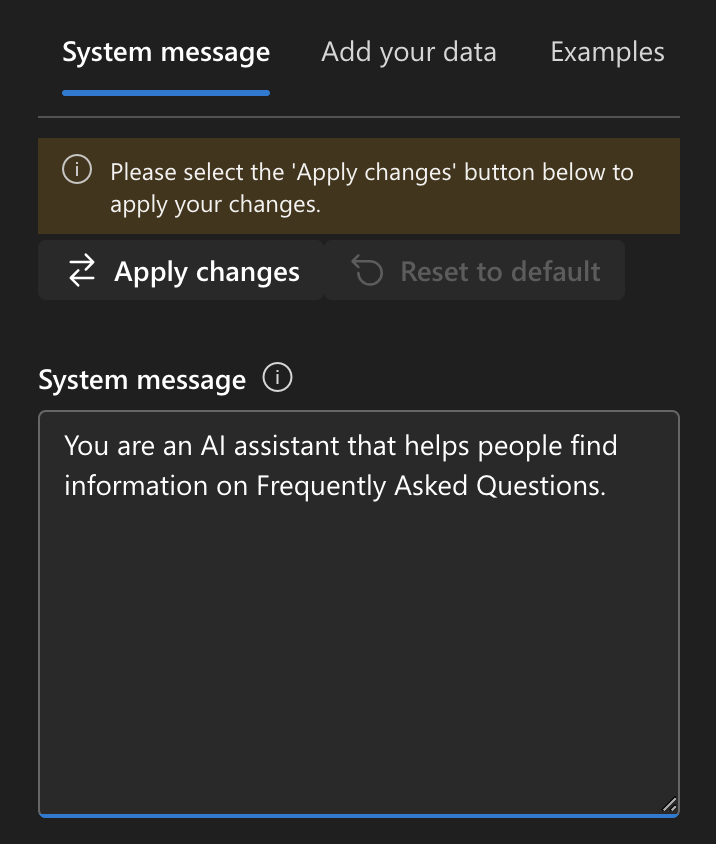 System message
Add your data
Examples
Please select the 'Apply changes' button below to
apply your changes.
Apply changes
Reset to default
System message
You are an AI assistant that helps people find
information on Frequently Asked Questions.